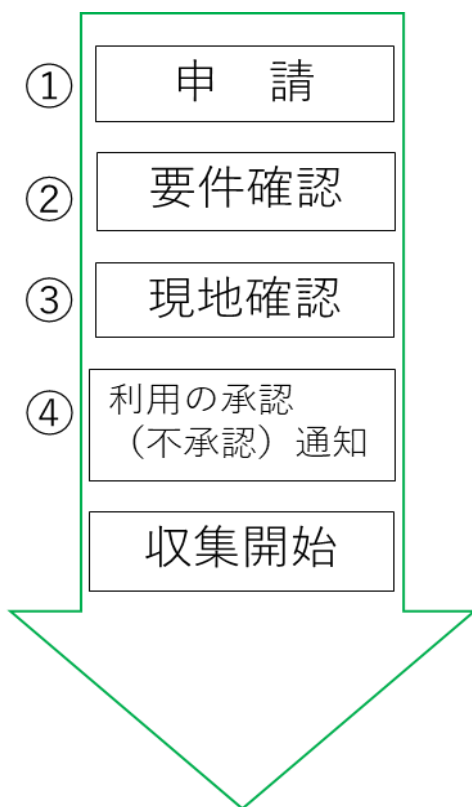 ① 申　請
② 要件確認
③ 現地確認
④ 利用の承認
（不承認）通知
収集開始